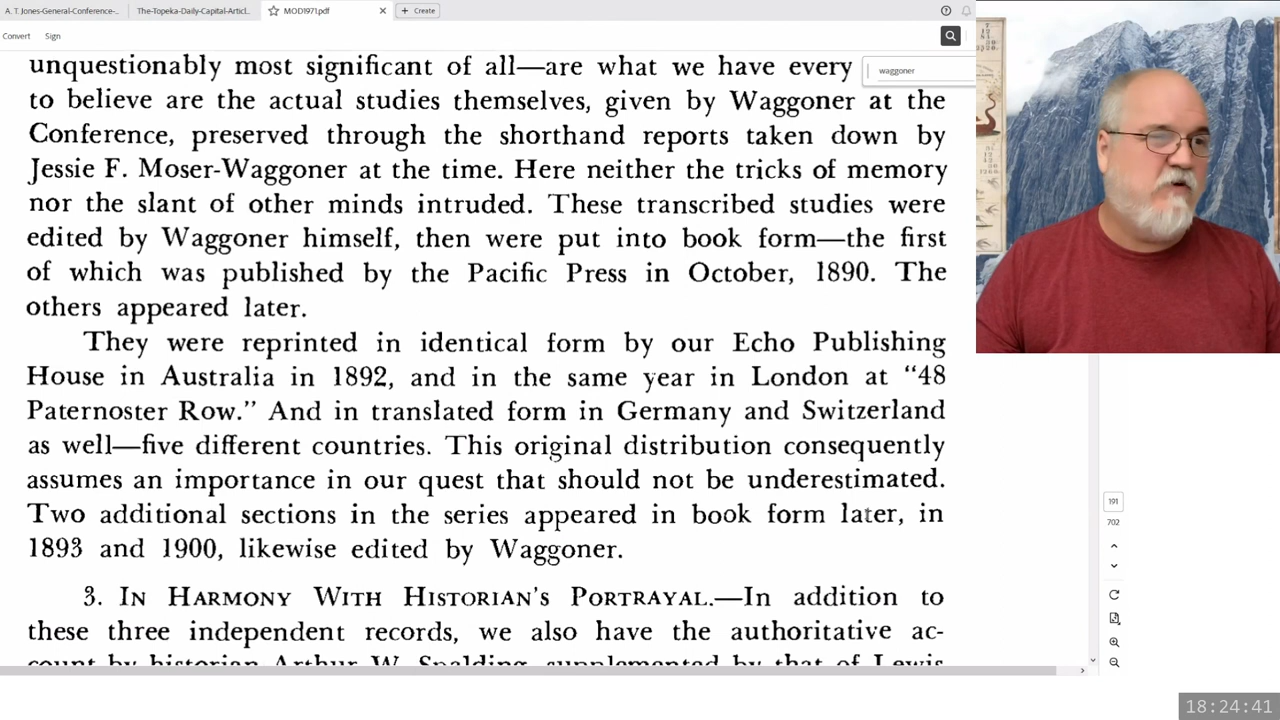 A. T. Jones-General-Conference-...
The-Topeka-Daily-Capital-Articl...
MOD1971.pdf
Create
Convert
Sign
waggoner
unquestionably most significant of all—are what we have every
to believe are the actual studies themselves, given by Waggoner at the
Conference, preserved through the shorthand reports taken down by
Jessie F. Moser-Waggoner at the time. Here neither the tricks of memory
nor the slant of other minds intruded. These transcribed studies were
edited by Waggoner himself, then were put into book form—the first
of which was published by the Pacific Press in October, 1890. The
others appeared later.
They were reprinted in identical form by our Echo Publishing
House in Australia in 1892, and in the same year in London at “48
Paternoster Row.” And in translated form in Germany and Switzerland
as well—five different countries. This original distribution consequently
assumes an importance in our quest that should not be underestimated.
Two additional sections in the series appeared in book form later, in
1893 and 1900, likewise edited by Waggoner.
3. IN HARMONY WITH HISTORIAN'S PORTRAYAL.—In addition to
these three independent records, we also have the authoritative ac-
count by historian Arthur W. Spalding, supplemented by that of Lewis
191
702
18:24:41